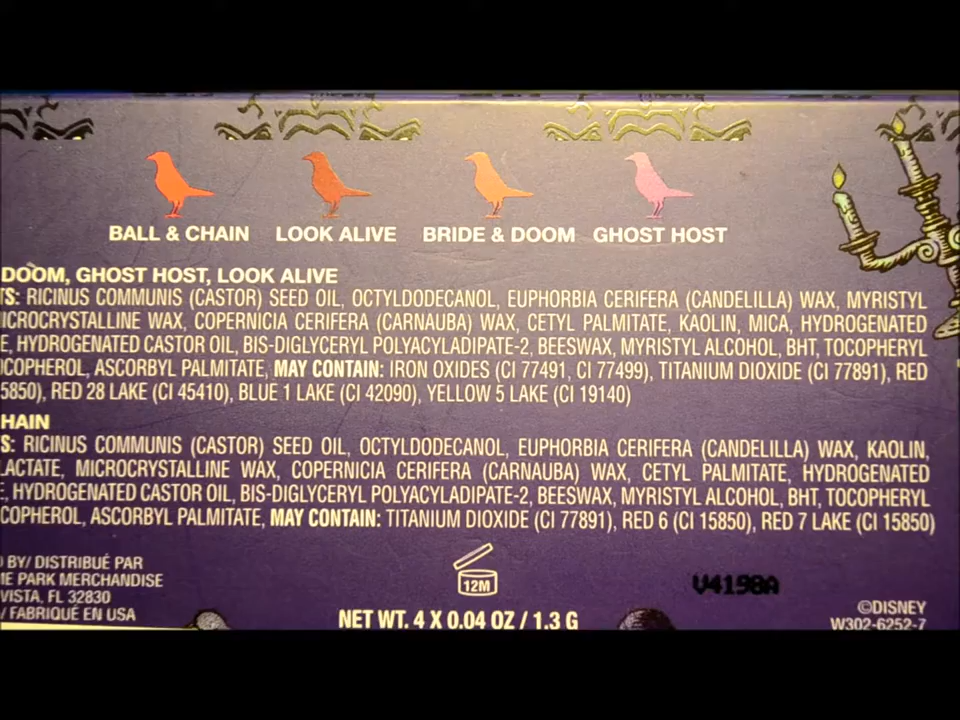 BALL & CHAIN LOOK ALIVE BRIDE & DOOM GHOST HOST
DOOM, GHOST HOST, LOOK ALIVE
TS: RICINUS COMMUNIS (CASTOR) SEED OIL, OCTYLDODECANOL, EUPHORBIA CERIFERA (CANDELILLA) WAX, MYRISTYL
ICROCRYSTALLINE WAX, COPERNICIA CERIFERA (CARNAUBA) WAX, CETYL PALMITATE, KAOLIN, MICA, HYDROGENATED
E, HYDROGENATED CASTOR OIL, BIS-DIGLYCERYL POLYACYLADIPATE-2, BEESWAX, MYRISTYL ALCOHOL, BHT, TOCOPHERYL
OCOPHEROL, ASCORBYL PALMITATE, MAY CONTAIN: IRON OXIDES (CI 77491, CI 77499), TITANIUM DIOXIDE (CI 77891), RED
5850), RED 28 LAKE (CI 45410), BLUE 1 LAKE (CI 42090), YELLOW 5 LAKE (CI 19140)
HAIN
S: RICINUS COMMUNIS (CASTOR) SEED OIL, OCTYLDODECANOL, EUPHORBIA CERIFERA (CANDELILLA) WAX, KAOLIN,
LACTATE, MICROCRYSTALLINE WAX, COPERNICIA CERIFERA (CARNAUBA) WAX, CETYL PALMITATE, HYDROGENATED
E, HYDROGENATED CASTOR OIL, BIS-DIGLYCERYL POLYACYLADIPATE-2, BEESWAX, MYRISTYL ALCOHOL, BHT, TOCOPHERYL
COPHEROL, ASCORBYL PALMITATE, MAY CONTAIN: TITANIUM DIOXIDE (CI 77891), RED 6 (CI 15850), RED 7 LAKE (CI 15850)
BY/ DISTRIBUÉ PAR
ME PARK MERCHANDISE
VISTA, FL 32830
/ FABRIQUÉ EN USA
12M
V4198A
NET WT. 4 X 0.04 OZ / 1.3 G
©DISNEY
W302-6252-7